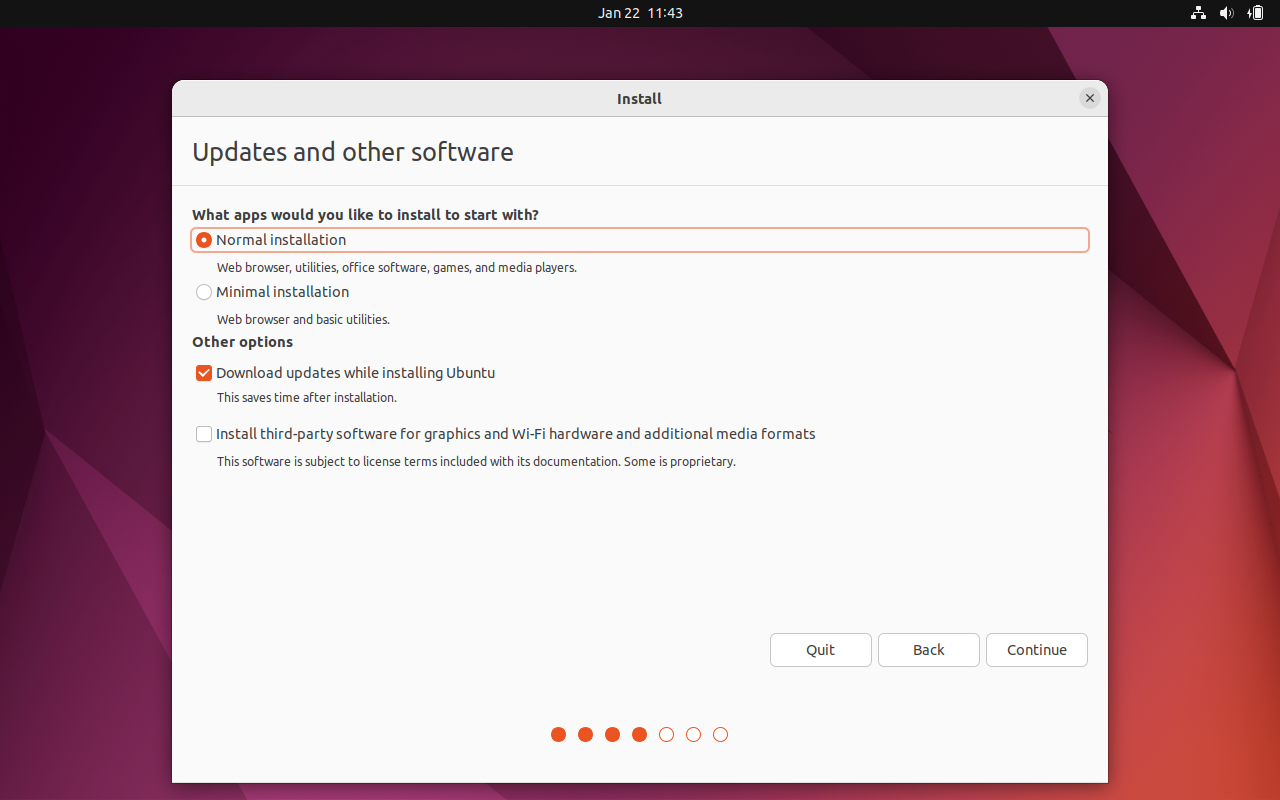 Jan 22 11:43
Install
Updates and other software
What apps would you like to install to start with?
Normal installation
Web browser, utilities, office software, games, and media players.
Minimal installation
Web browser and basic utilities.
Other options
Download updates while installing Ubuntu
This saves time after installation.
Install third-party software for graphics and Wi-Fi hardware and additional media formats
This software is subject to license terms included with its documentation. Some is proprietary.
Quit Back Continue